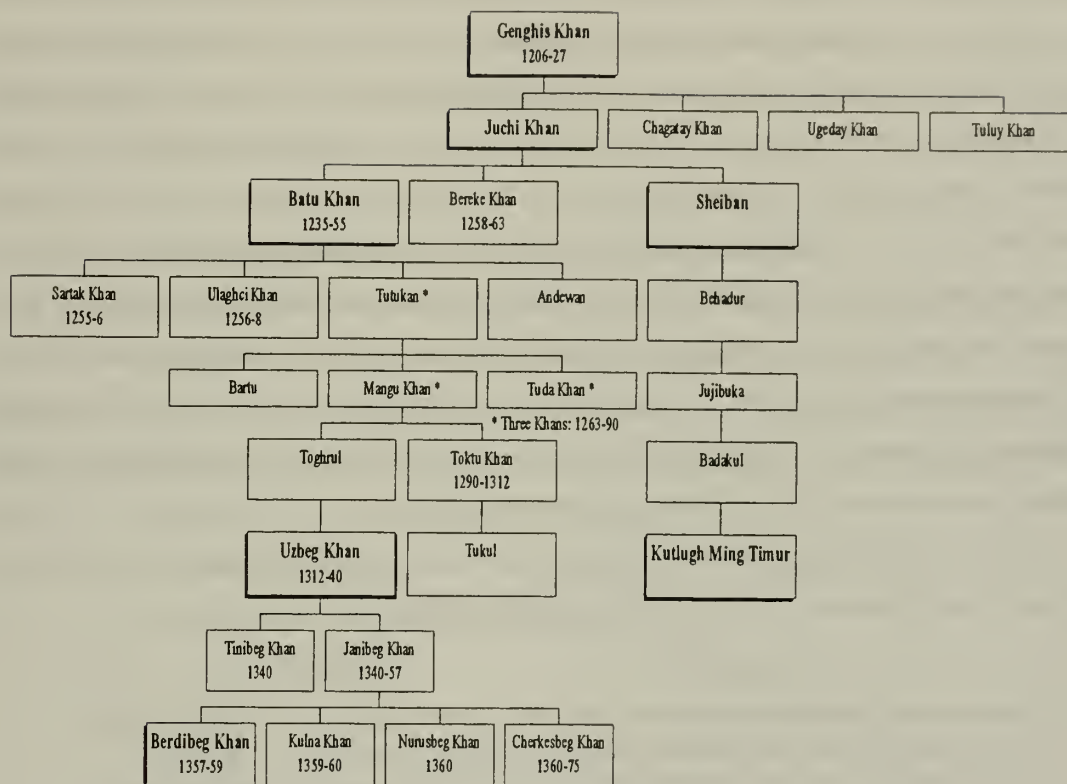 Genghis Khan
1206-27
Juchi Khan
Chagatay Khan
Ugeday Khan
Tuluy Khan
Batu Khan
1235-55
Bereke Khan
1258-63
Sheiban
Sartak Khan
1255-6
Ulaghci Khan
1256-8
Tutukan *
Andewan
Behadur
Bartu
Mangu Khan *
Tuda Khan *
Jujibuka
* Three Khans: 1263-90
Toghrul
Toktu Khan
1290-1312
Badakul
Uzbeg Khan
1312-40
Tukul
Kutlugh Ming Timur
Tinibeg Khan
1340
Janibeg Khan
1340-57
Berdibeg Khan
1357-59
Kulna Khan
1359-60
Nurusbeg Khan
1360
Cherkesbeg Khan
1360-75